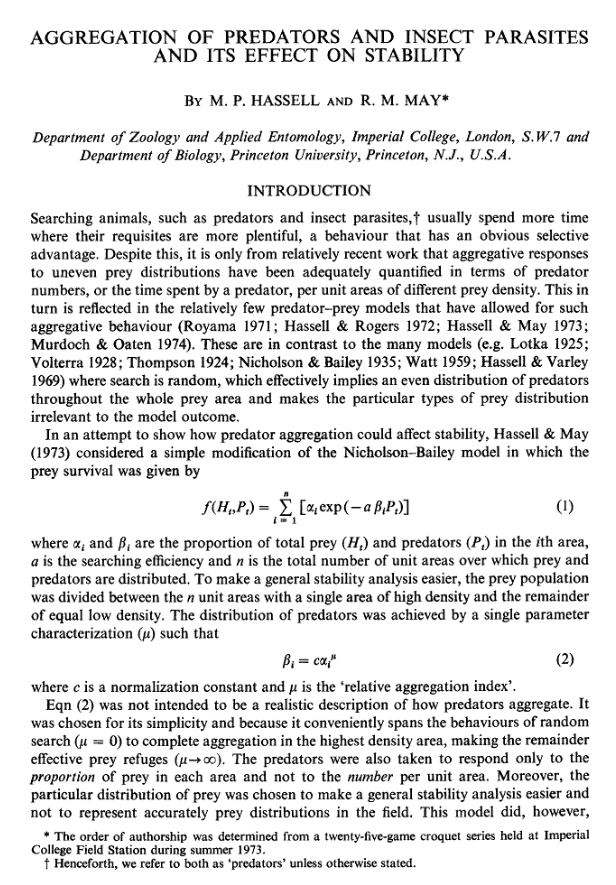 AGGREGATION OF PREDATORS AND INSECT PARASITES
AND ITS EFFECT ON STABILITY
BY M. P. HASSELL AND R. M. MAY*
Department of Zoology and Applied Entomology, Imperial College, London, S.W.7 and
Department of Biology, Princeton University, Princeton, N.J., U.S.A.
INTRODUCTION
Searching animals, such as predators and insect parasites,† usually spend more time
where their requisites are more plentiful, a behaviour that has an obvious selective
advantage. Despite this, it is only from relatively recent work that aggregative responses
to uneven prey distributions have been adequately quantified in terms of predator
numbers, or the time spent by a predator, per unit areas of different prey density. This in
turn is reflected in the relatively few predator–prey models that have allowed for such
aggregative behaviour (Royama 1971; Hassell & Rogers 1972; Hassell & May 1973;
Murdoch & Oaten 1974). These are in contrast to the many models (e.g. Lotka 1925;
Volterra 1928; Thompson 1924; Nicholson & Bailey 1935; Watt 1959; Hassell & Varley
1969) where search is random, which effectively implies an even distribution of predators
throughout the whole prey area and makes the particular types of prey distribution
irrelevant to the model outcome.
In an attempt to show how predator aggregation could affect stability, Hassell & May
(1973) considered a simple modification of the Nicholson–Bailey model in which the
prey survival was given by
f(Hₜ,Pₜ) = Σⁿᵢ₌₁ [αᵢ exp(−a βᵢPₜ)] (1)
where αᵢ and βᵢ are the proportion of total prey (Hₜ) and predators (Pₜ) in the ith area,
a is the searching efficiency and n is the total number of unit areas over which prey and
predators are distributed. To make a general stability analysis easier, the prey population
was divided between the n unit areas with a single area of high density and the remainder
of equal low density. The distribution of predators was achieved by a single parameter
characterization (μ) such that
βᵢ = cαᵢ^μ (2)
where c is a normalization constant and μ is the ‘relative aggregation index’.
Eqn (2) was not intended to be a realistic description of how predators aggregate. It
was chosen for its simplicity and because it conveniently spans the behaviours of random
search (μ = 0) to complete aggregation in the highest density area, making the remainder
effective prey refuges (μ→∞). The predators were also taken to respond only to the
proportion of prey in each area and not to the number per unit area. Moreover, the
particular distribution of prey was chosen to make a general stability analysis easier and
not to represent accurately prey distributions in the field. This model did, however,
* The order of authorship was determined from a twenty-five-game croquet series held at Imperial
College Field Station during summer 1973.
† Henceforth, we refer to both as ‘predators’ unless otherwise stated.